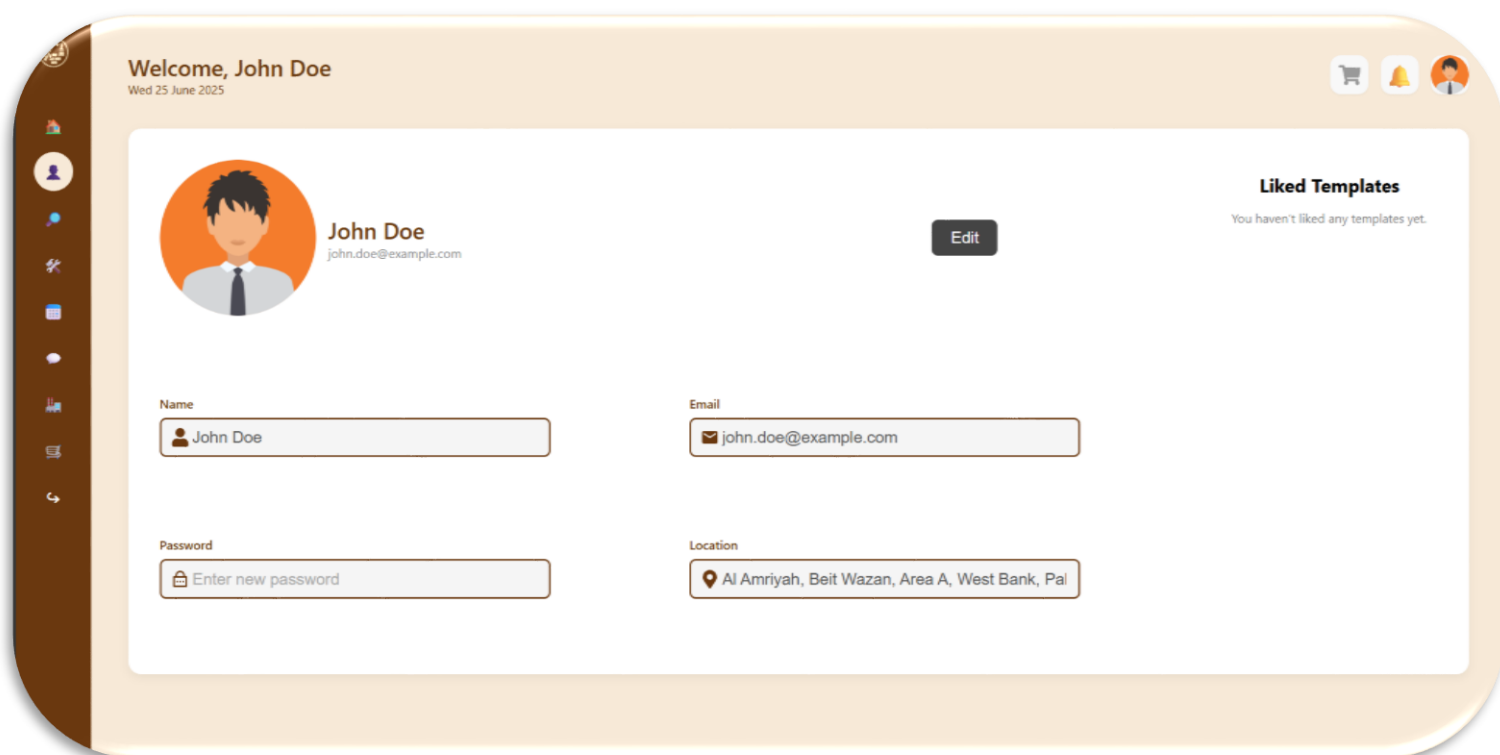 Welcome, John Doe
Wed 25 June 2025
John Doe
john.doe@example.com
Edit
Liked Templates
You haven't liked any templates yet.
Name
John Doe
Email
john.doe@example.com
Password
Enter new password
Location
Al Amriyah, Beit Wazan, Area A, West Bank, Pal